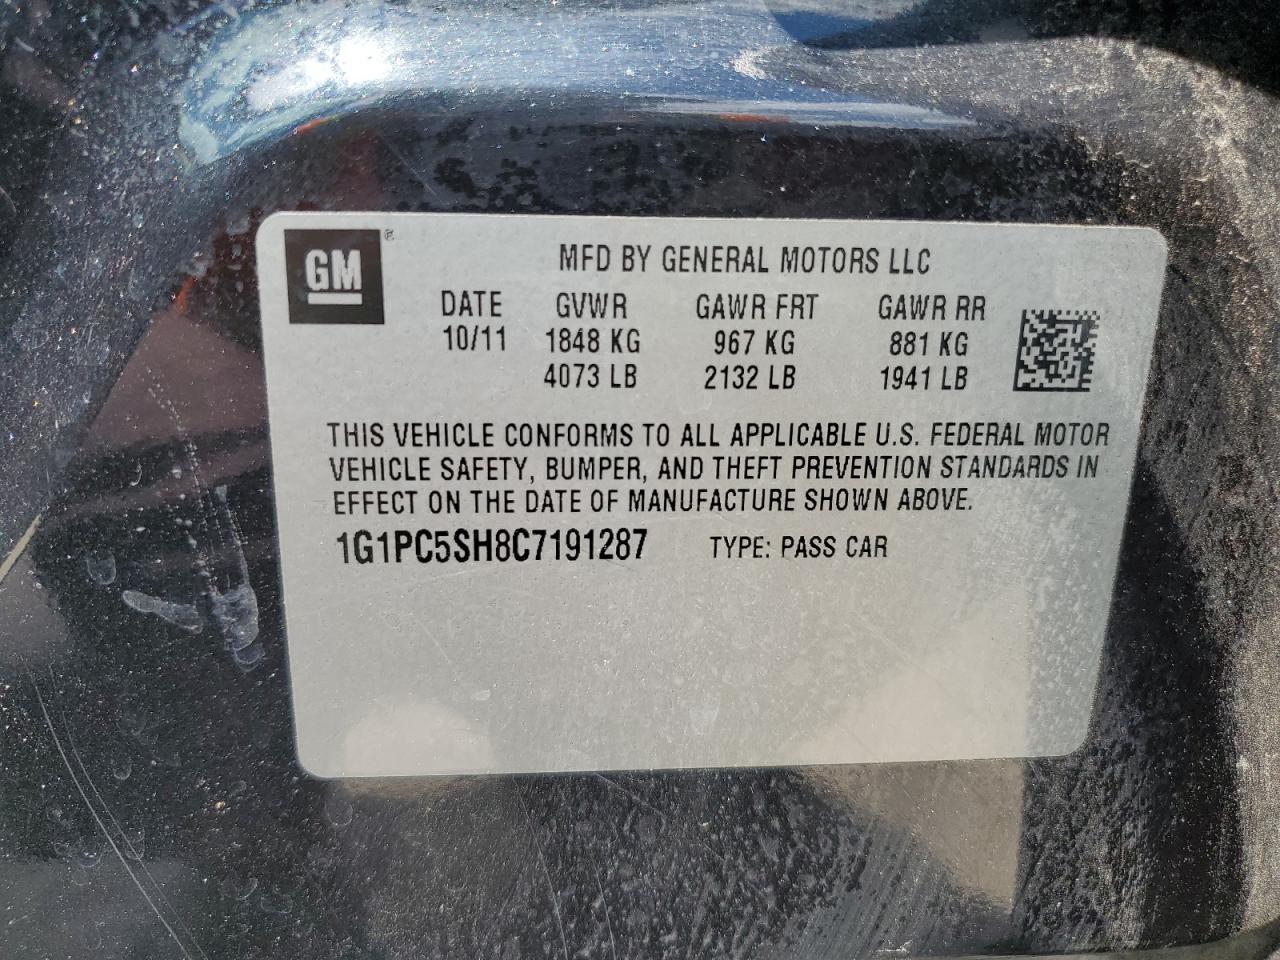 GM®
MFD BY GENERAL MOTORS LLC
DATE GVWR GAWR FRT GAWR RR
10/11 1848 KG 967 KG 881 KG
4073 LB 2132 LB 1941 LB
THIS VEHICLE CONFORMS TO ALL APPLICABLE U.S. FEDERAL MOTOR
VEHICLE SAFETY, BUMPER, AND THEFT PREVENTION STANDARDS IN
EFFECT ON THE DATE OF MANUFACTURE SHOWN ABOVE.
1G1PC5SH8C7191287 TYPE: PASS CAR